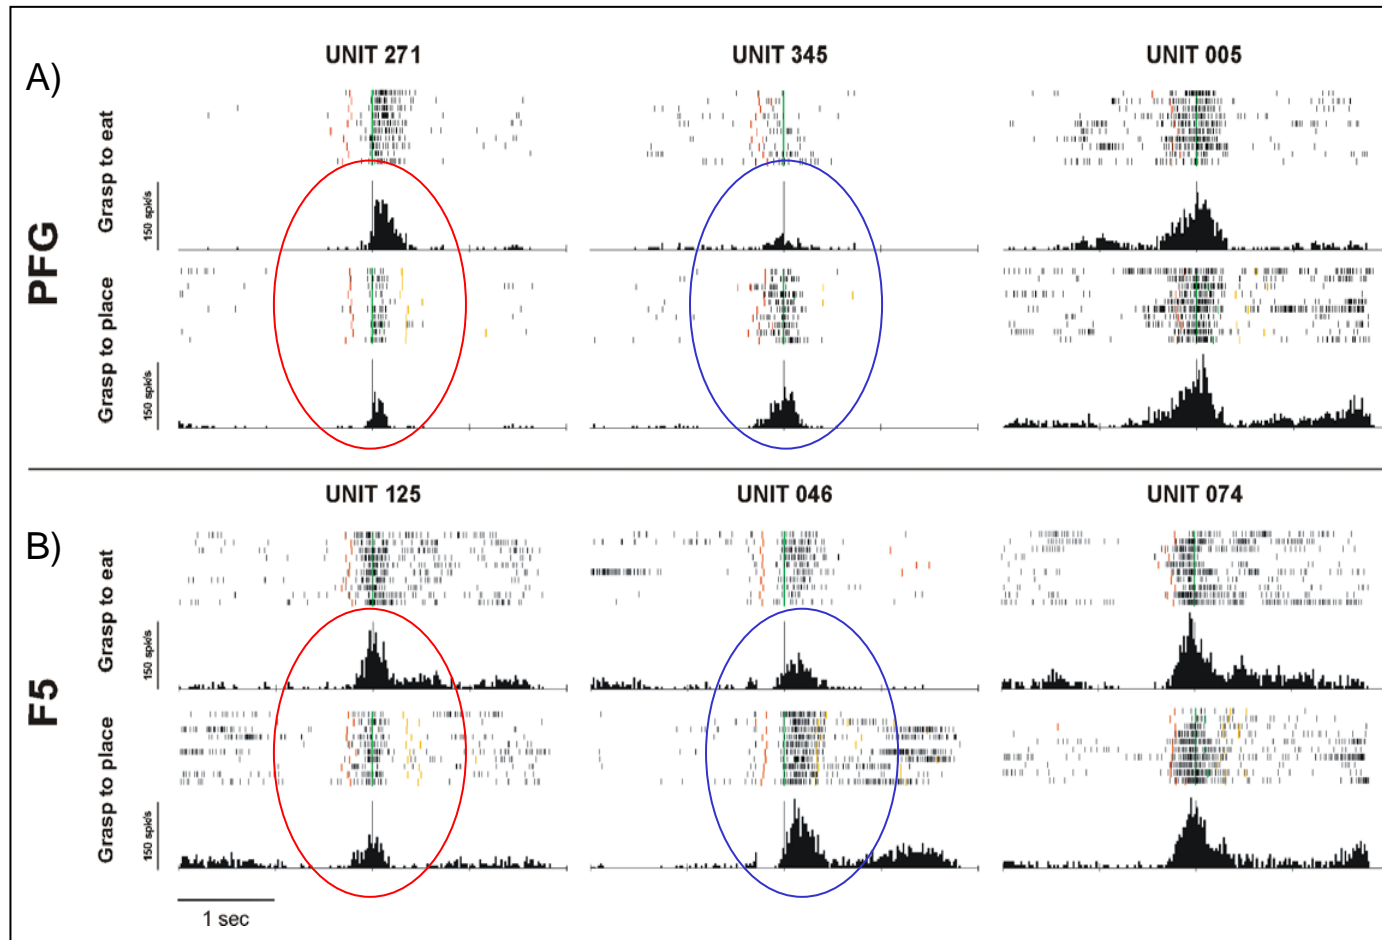 A)
UNIT 271
UNIT 345
UNIT 005
PFG
Grasp to eat
150 spk/s
Grasp to place
150 spk/s
B)
UNIT 125
UNIT 046
UNIT 074
F5
Grasp to eat
150 spk/s
Grasp to place
150 spk/s
1 sec